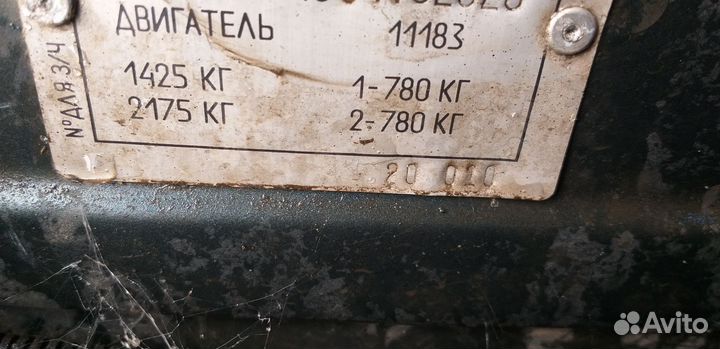 ДВИГАТЕЛЬ 11183
1425 КГ 1-780 КГ
2175 КГ 2-780 КГ
№ДЛЯ З/Ч
20 010
Avito